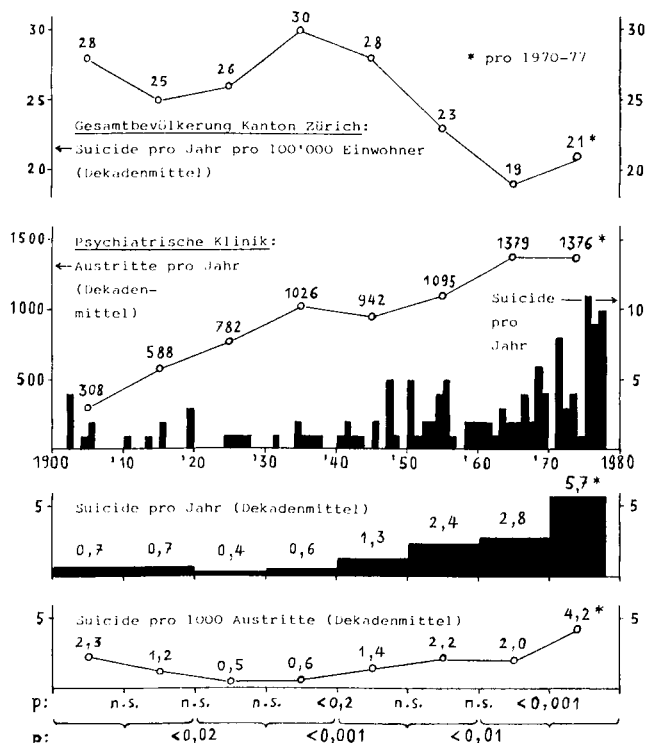 30 28 25 26 30 28 23 19 21* 30
* pro 1970-77
25 25
Gesamtbevölkerung Kanton Zürich:
← Suicide pro Jahr pro 100'000 Einwohner
(Dekadenmittel)
20 20
1500 Psychiatrische Klinik: 1379 1376 *
← Austritte pro Jahr
(Dekaden-
mittel)
1000 308 588 782 1026 942 1095 10
Suicide →
pro
Jahr
500 5
1900 '10 '20 '30 '40 '50 '60 '70 1980
5 Suicide pro Jahr (Dekadenmittel) 5,7* 5
0,7 0,7 0,4 0,6 1,3 2,4 2,8
5 Suicide pro 1000 Austritte (Dekadenmittel) 4,2* 5
2,3 1,2 0,5 0,6 1,4 2,2 2,0
p: n.s. n.s. n.s. <0,2 n.s. n.s. <0,001
p: <0,02 <0,001 <0,01